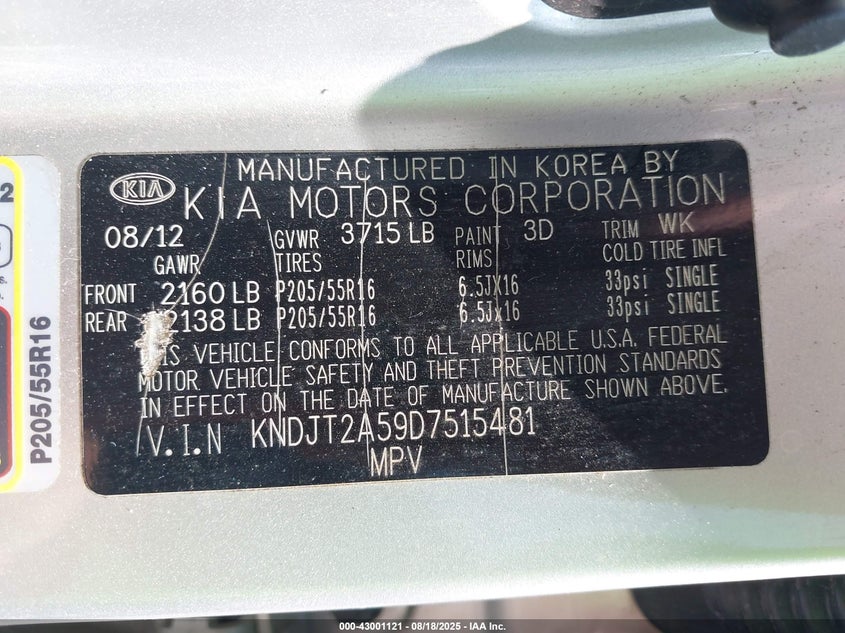 KIA
MANUFACTURED IN KOREA BY
KIA MOTORS CORPORATION
08/12 GVWR 3715 LB PAINT 3D TRIM WK
GAWR TIRES RIMS COLD TIRE INFL
FRONT 2160 LB P205/55R16 6.5JX16 33psi SINGLE
REAR 2138 LB P205/55R16 6.5Jx16 33psi SINGLE
THIS VEHICLE CONFORMS TO ALL APPLICABLE U.S.A. FEDERAL
MOTOR VEHICLE SAFETY AND THEFT PREVENTION STANDARDS
IN EFFECT ON THE DATE OF MANUFACTURE SHOWN ABOVE.
V.I.N KNDJT2A59D7515481
MPV
P205/55R16
2
000-43001121 - 08/18/2025 - IAA Inc.